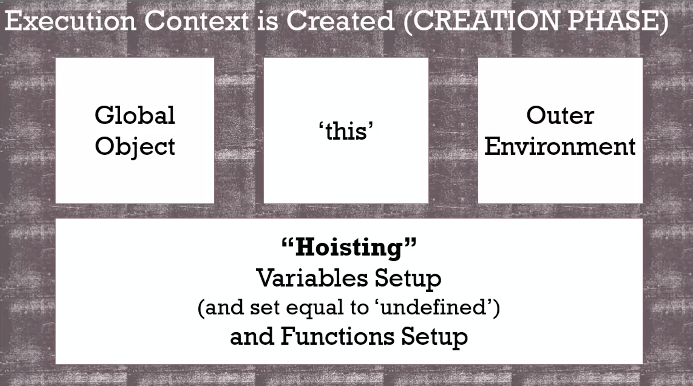 Execution Context is Created (CREATION PHASE)
Global
Object
‘this’
Outer
Environment
“Hoisting”
Variables Setup
(and set equal to ‘undefined’)
and Functions Setup